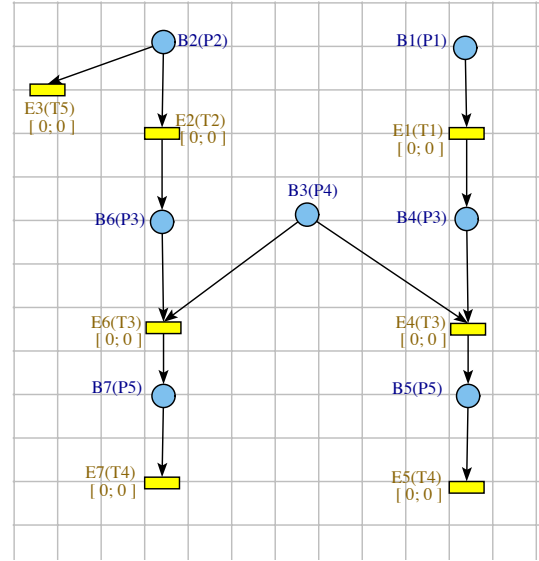 B2(P2)
B1(P1)
E3(T5)
[ 0; 0 ]
E2(T2)
[ 0; 0 ]
E1(T1)
[ 0; 0 ]
B3(P4)
B6(P3)
B4(P3)
E6(T3)
[ 0; 0 ]
E4(T3)
[ 0; 0 ]
B7(P5)
B5(P5)
E7(T4)
[ 0; 0 ]
E5(T4)
[ 0; 0 ]